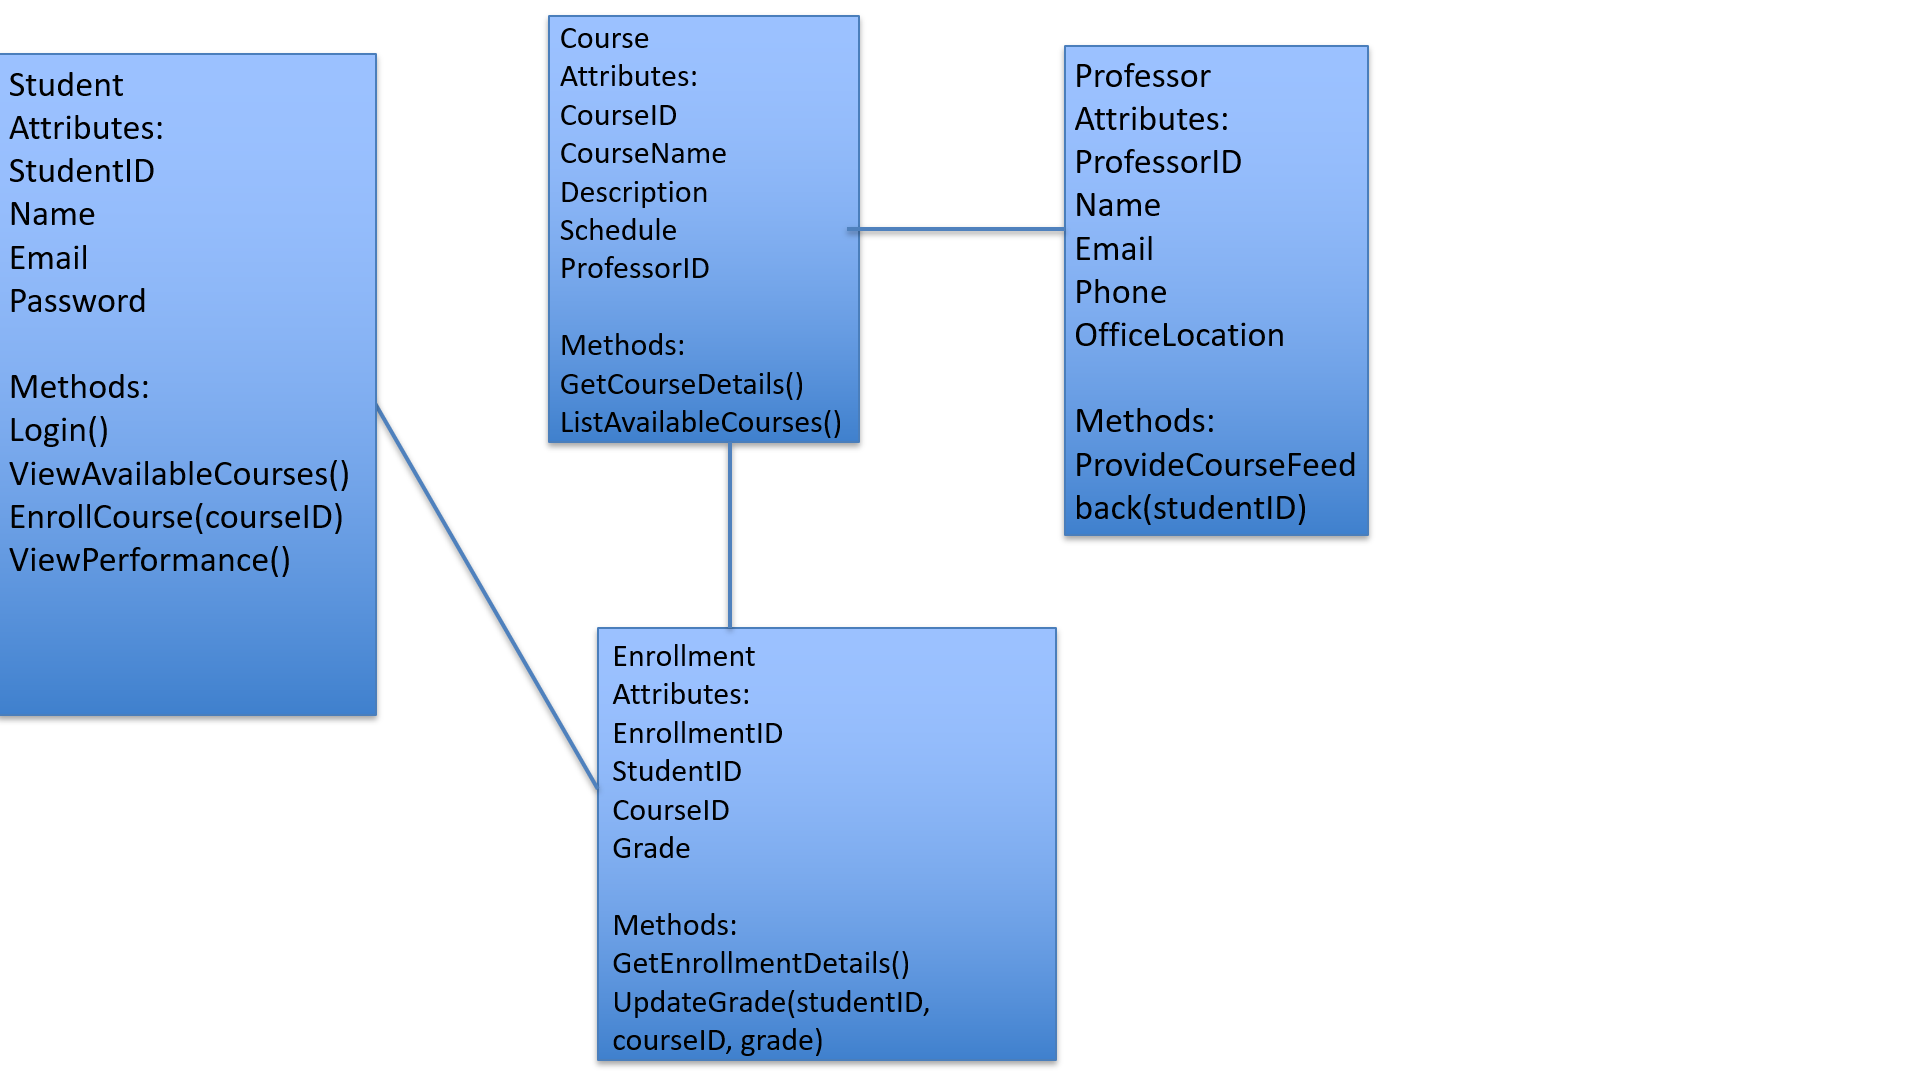 Student
Attributes:
StudentID
Name
Email
Password
Methods:
Login()
ViewAvailableCourses()
EnrollCourse(courseID)
ViewPerformance()
Course
Attributes:
CourseID
CourseName
Description
Schedule
ProfessorID
Methods:
GetCourseDetails()
ListAvailableCourses()
Professor
Attributes:
ProfessorID
Name
Email
Phone
OfficeLocation
Methods:
ProvideCourseFeed
back(studentID)
Enrollment
Attributes:
EnrollmentID
StudentID
CourseID
Grade
Methods:
GetEnrollmentDetails()
UpdateGrade(studentID,
courseID, grade)